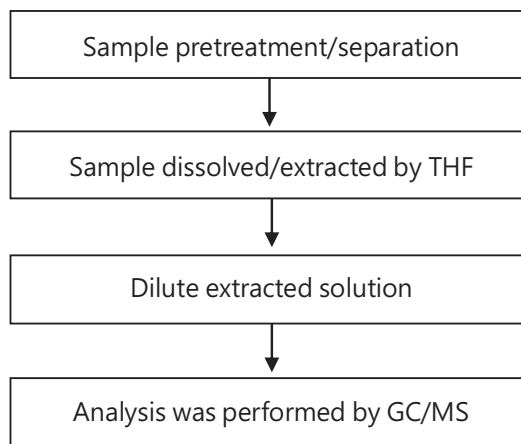 Sample pretreatment/separation
Sample dissolved/extracted by THF
Dilute extracted solution
Analysis was performed by GC/MS